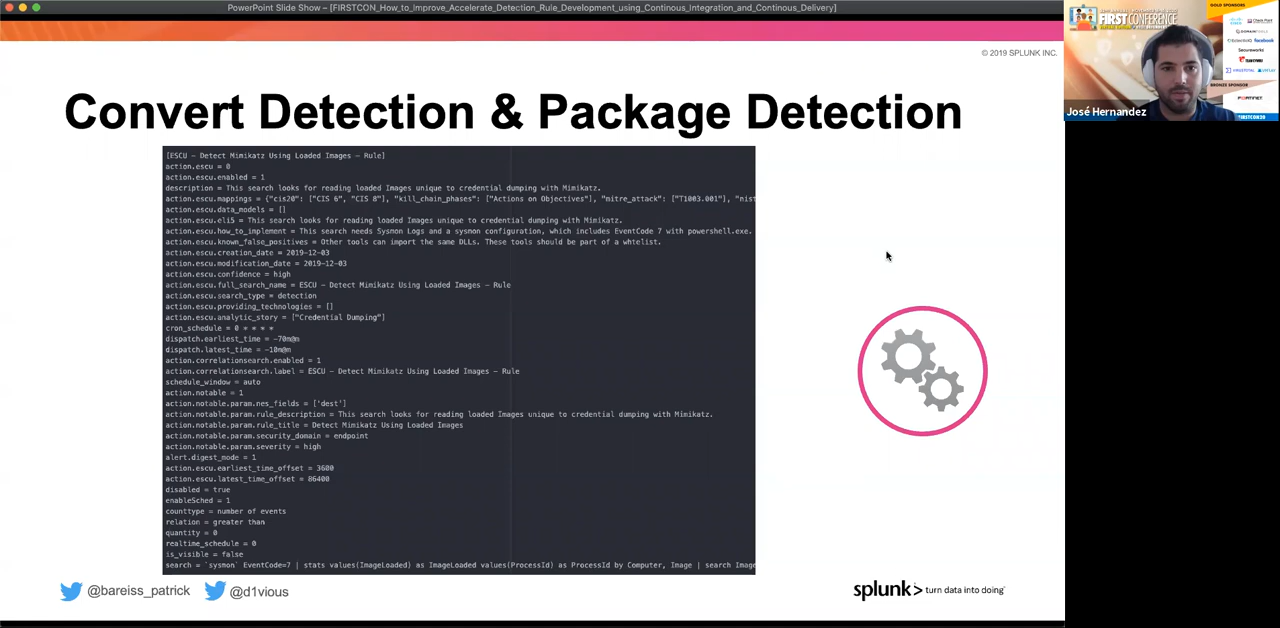 PowerPoint Slide Show - [FIRSTCON_How_to_Improve_Accelerate_Detection_Rule_Development_using_Continous_Integration_and_Continous_Delivery]
© 2019 SPLUNK INC.
Convert Detection & Package Detection
[ESCU - Detect Mimikatz Using Loaded Images - Rule]
action.escu = 0
action.escu.enabled = 1
description = This search looks for reading loaded Images unique to credential dumping with Mimikatz.
action.escu.mappings = {"cis20": ["CIS 6", "CIS 8"], "kill_chain_phases": ["Actions on Objectives"], "mitre_attack": ["T1003.001"], "nist
action.escu.data_models = []
action.escu.eli5 = This search looks for reading loaded Images unique to credential dumping with Mimikatz.
action.escu.how_to_implement = This search needs Sysmon Logs and a sysmon configuration, which includes EventCode 7 with powershell.exe.
action.escu.known_false_positives = Other tools can import the same DLLs. These tools should be part of a whitelist.
action.escu.creation_date = 2019-12-03
action.escu.modification_date = 2019-12-03
action.escu.confidence = high
action.escu.full_search_name = ESCU - Detect Mimikatz Using Loaded Images - Rule
action.escu.search_type = detection
action.escu.providing_technologies = []
action.escu.analytic_story = ["Credential Dumping"]
cron_schedule = 0 * * * *
dispatch.earliest_time = -70m@m
dispatch.latest_time = -10m@m
action.correlationsearch.enabled = 1
action.correlationsearch.label = ESCU - Detect Mimikatz Using Loaded Images - Rule
schedule_window = auto
action.notable = 1
action.notable.param.nes_fields = ['dest']
action.notable.param.rule_description = This search looks for reading loaded Images unique to credential dumping with Mimikatz.
action.notable.param.rule_title = Detect Mimikatz Using Loaded Images
action.notable.param.security_domain = endpoint
action.notable.param.severity = high
alert.digest_mode = 1
action.escu.earliest_time_offset = 3600
action.escu.latest_time_offset = 86400
disabled = true
enableSched = 1
counttype = number of events
relation = greater than
quantity = 0
realtime_schedule = 0
is_visible = false
search = `sysmon` EventCode=7 | stats values(ImageLoaded) as ImageLoaded values(ProcessId) as ProcessId by Computer, Image | search Image
@bareiss_patrick
@d1vious
splunk> turn data into doing
FIRST CONFERENCE
GOLD SPONSORS
facebook
Secureworks
BRONZE SPONSOR
José Hernandez
#FIRSTCON20